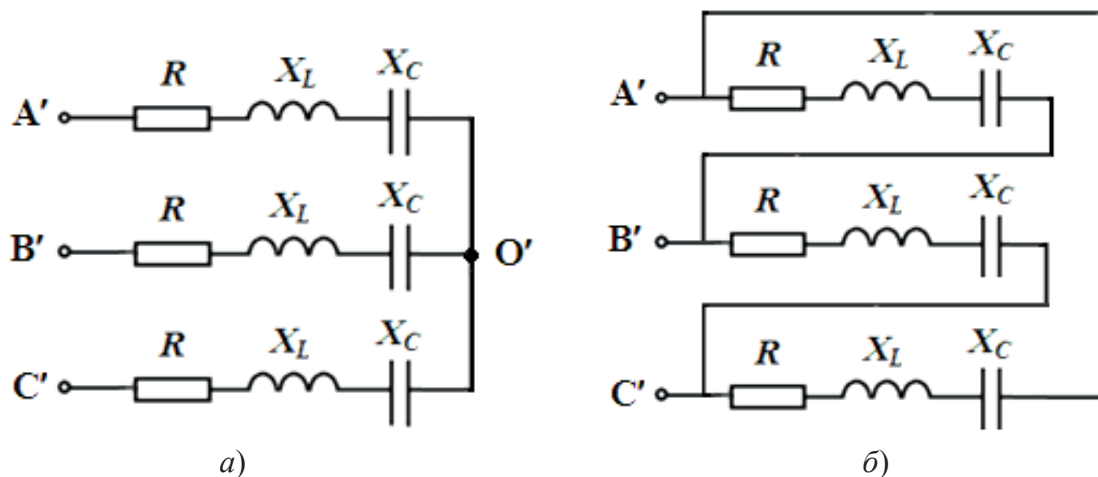 R X_L X_C
A′
R X_L X_C
B′ O′
R X_L X_C
C′
а)
R X_L X_C
A′
R X_L X_C
B′
R X_L X_C
C′
б)